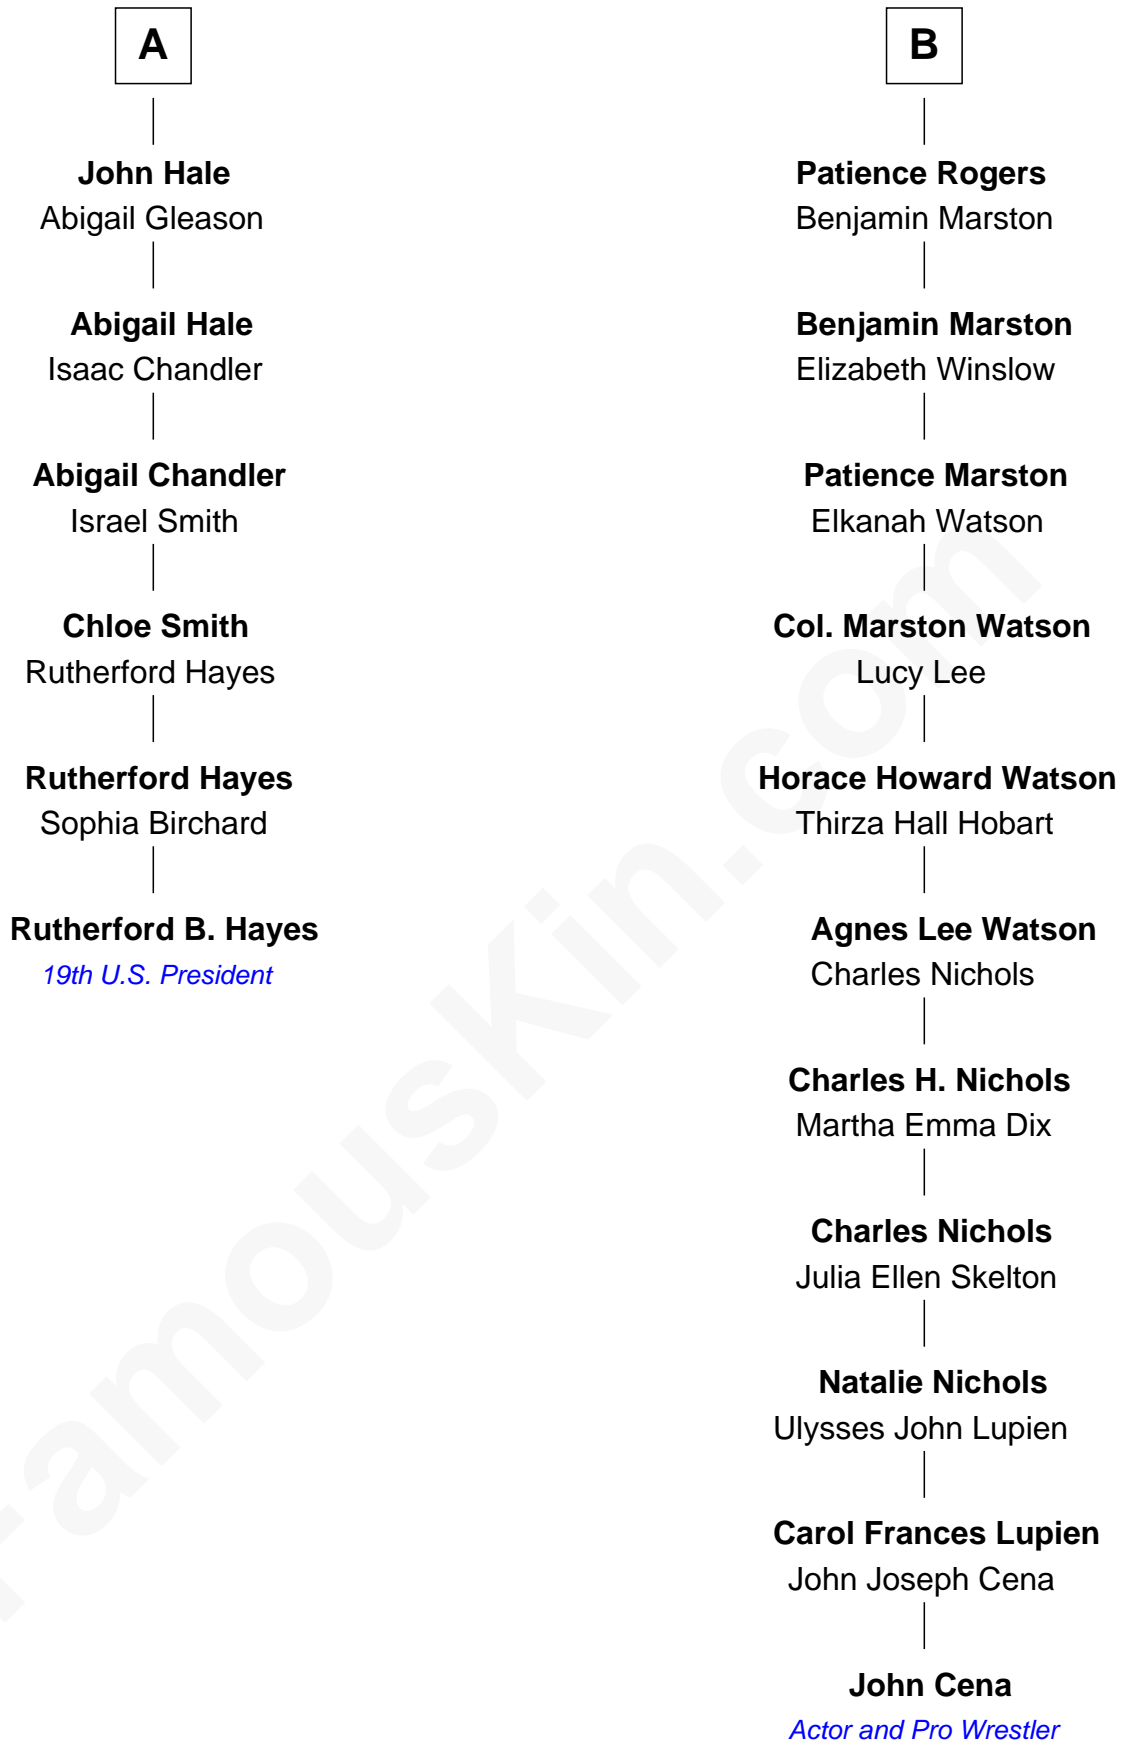 A
John Hale
Abigail Gleason
Abigail Hale
Isaac Chandler
Abigail Chandler
Israel Smith
Chloe Smith
Rutherford Hayes
Rutherford Hayes
Sophia Birchard
Rutherford B. Hayes
19th U.S. President
B
Patience Rogers
Benjamin Marston
Benjamin Marston
Elizabeth Winslow
Patience Marston
Elkanah Watson
Col. Marston Watson
Lucy Lee
Horace Howard Watson
Thirza Hall Hobart
Agnes Lee Watson
Charles Nichols
Charles H. Nichols
Martha Emma Dix
Charles Nichols
Julia Ellen Skelton
Natalie Nichols
Ulysses John Lupien
Carol Frances Lupien
John Joseph Cena
John Cena
Actor and Pro Wrestler
FamousKin.com